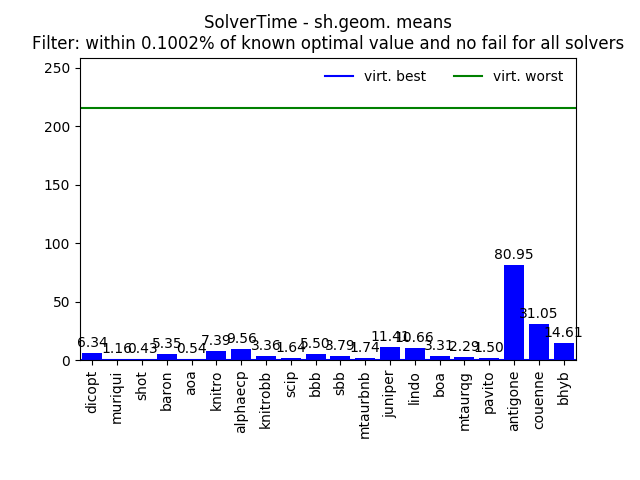 SolverTime - sh.geom. means
Filter: within 0.1002% of known optimal value and no fail for all solvers
virt. best virt. worst
250
200
150
100
50
0
6.34 1.16 0.43 5.35 0.54 7.39 9.56 3.36 1.64 5.50 3.79 1.74 11.41 10.66 3.31 2.29 1.50 80.95 31.05 14.61
dicopt muriqui shot baron aoa knitro alphaecp knitrobb scip bbb sbb mtaurbnb juniper lindo boa mtaurqg pavito antigone couenne bhyb